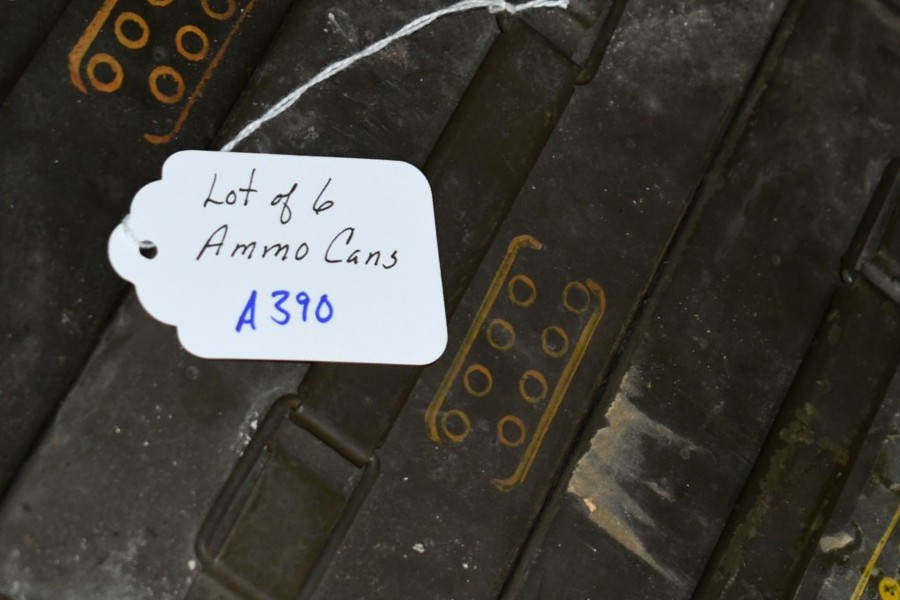 Lot of 6
Ammo Cans
A390